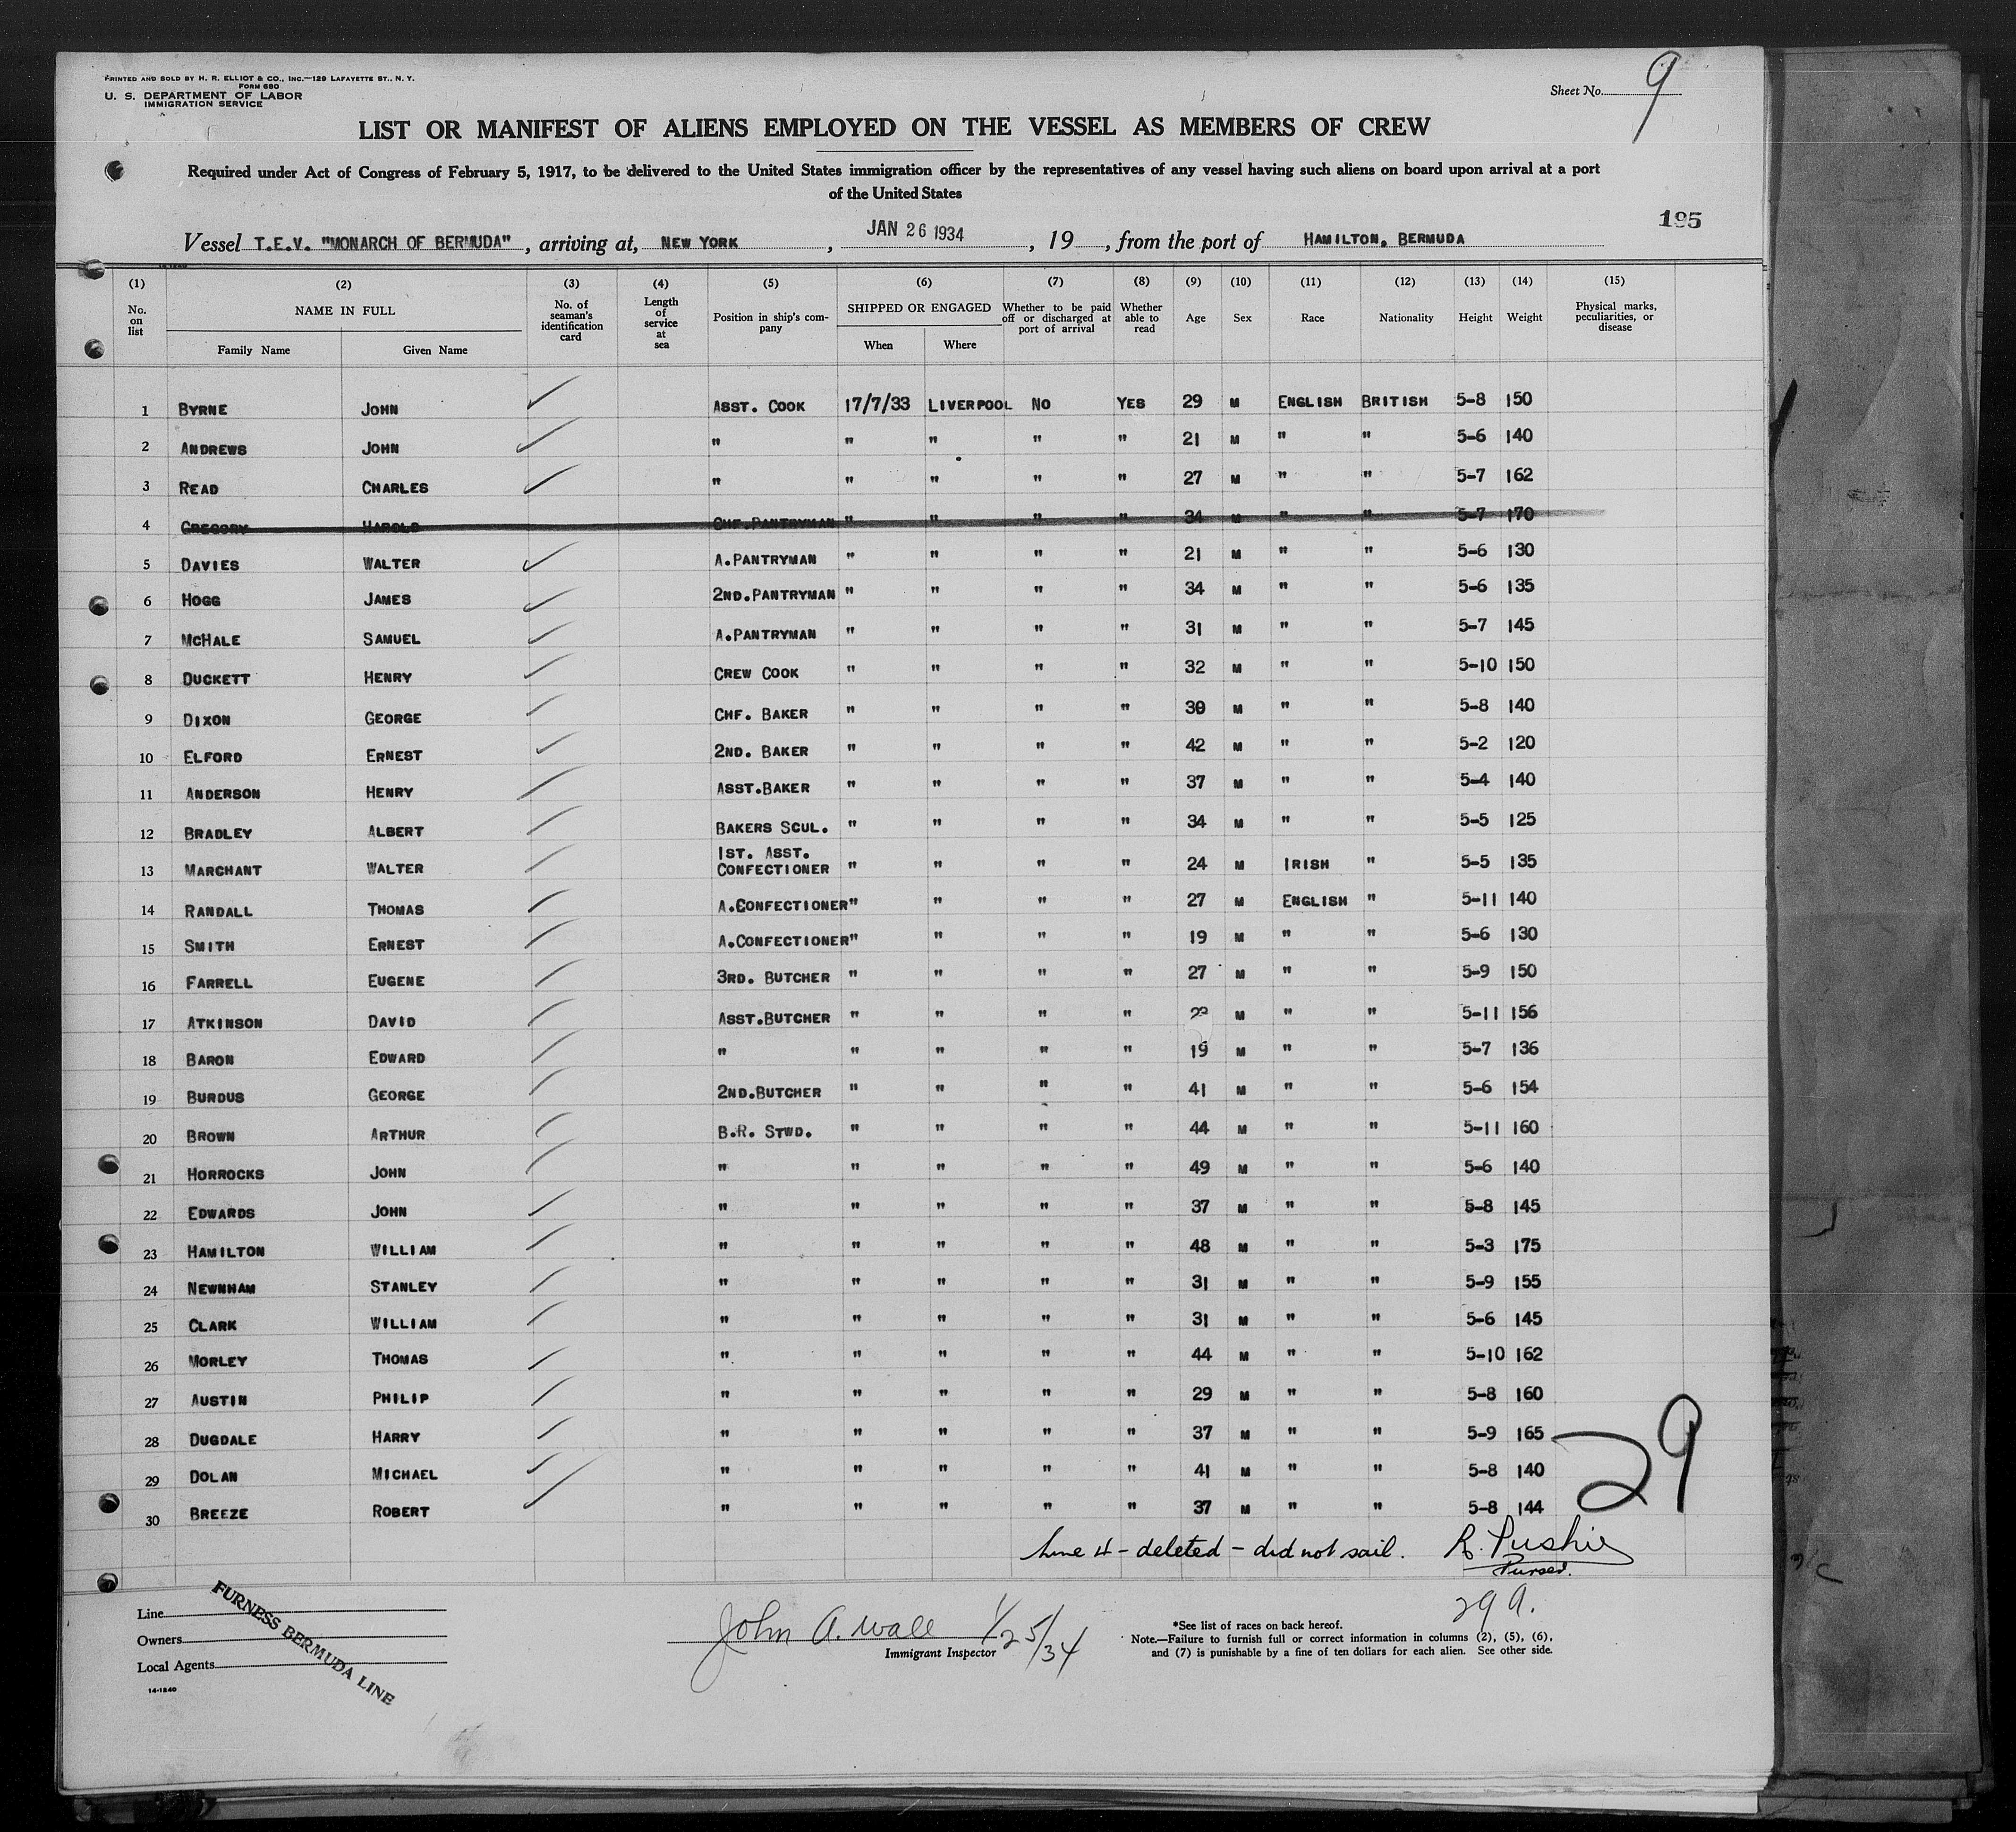 PRINTED AND SOLD BY H. R. ELLIOT & CO., INC.—129 LAFAYETTE ST., N. Y.
FORM 680
U. S. DEPARTMENT OF LABOR
IMMIGRATION SERVICE
Sheet No. 9
LIST OR MANIFEST OF ALIENS EMPLOYED ON THE VESSEL AS MEMBERS OF CREW
Required under Act of Congress of February 5, 1917, to be delivered to the United States immigration officer by the representatives of any vessel having such aliens on board upon arrival at a port
of the United States
195
Vessel T.E.V. "MONARCH OF BERMUDA", arriving at, NEW YORK, JAN 26 1934, 19, from the port of HAMILTON, BERMUDA
(1) (2) (3) (4) (5) (6) (7) (8) (9) (10) (11) (12) (13) (14) (15)
No. on list NAME IN FULL Family Name Given Name No. of seaman's identification card Length of service at sea Position in ship's company SHIPPED OR ENGAGED When Where Whether to be paid off or discharged at port of arrival Whether able to read Age Sex Race Nationality Height Weight Physical marks, peculiarities, or disease
1 BYRNE JOHN ASST. COOK 17/7/33 LIVERPOOL NO YES 29 M ENGLISH BRITISH 5-8 150
2 ANDREWS JOHN " " " " " 21 M " " 5-6 140
3 READ CHARLES " " " " " 27 M " " 5-7 162
4 GREGORY HAROLD CHF.PANTRYMAN " " " " 34 M " " 5-7 170
5 DAVIES WALTER A.PANTRYMAN " " " " 21 M " " 5-6 130
6 HOGG JAMES 2ND.PANTRYMAN " " " " 34 M " " 5-6 135
7 MCHALE SAMUEL A.PANTRYMAN " " " " 31 M " " 5-7 145
8 DUCKETT HENRY CREW COOK " " " " 32 M " " 5-10 150
9 DIXON GEORGE CHF. BAKER " " " " 30 M " " 5-8 140
10 ELFORD ERNEST 2ND. BAKER " " " " 42 M " " 5-2 120
11 ANDERSON HENRY ASST.BAKER " " " " 37 M " " 5-4 140
12 BRADLEY ALBERT BAKERS SCUL. " " " " 34 M " " 5-5 125
13 MARCHANT WALTER 1ST. ASST. CONFECTIONER " " " " 24 M IRISH " 5-5 135
14 RANDALL THOMAS A.CONFECTIONER " " " " 27 M ENGLISH " 5-11 140
15 SMITH ERNEST A.CONFECTIONER " " " " 19 M " " 5-6 130
16 FARRELL EUGENE 3RD. BUTCHER " " " " 27 M " " 5-9 150
17 ATKINSON DAVID ASST.BUTCHER " " " " M " " 5-11 156
18 BARON EDWARD " " " " " 19 M " " 5-7 136
19 BURDUS GEORGE 2ND.BUTCHER " " " " 41 M " " 5-6 154
20 BROWN ARTHUR B.R. STWD. " " " " 44 M " " 5-11 160
21 HORROCKS JOHN " " " " " 49 M " " 5-6 140
22 EDWARDS JOHN " " " " " 37 M " " 5-8 145
23 HAMILTON WILLIAM " " " " " 48 M " " 5-3 175
24 NEWNHAM STANLEY " " " " " 31 M " " 5-9 155
25 CLARK WILLIAM " " " " " 31 M " " 5-6 145
26 MORLEY THOMAS " " " " " 44 M " " 5-10 162
27 AUSTIN PHILIP " " " " " 29 M " " 5-8 160
28 DUGDALE HARRY " " " " " 37 M " " 5-9 165
29 DOLAN MICHAEL " " " " " 41 M " " 5-8 140
30 BREEZE ROBERT " " " " " 37 M " " 5-8 144
29
Line 4 – deleted – did not sail. R. Pushie
Purser.
29 A.
Line
Owners
Local Agents
FURNESS BERMUDA LINE
14-1240
John A. Wall 1/25/34
Immigrant Inspector
*See list of races on back hereof.
Note.—Failure to furnish full or correct information in columns (2), (5), (6),
and (7) is punishable by a fine of ten dollars for each alien. See other side.